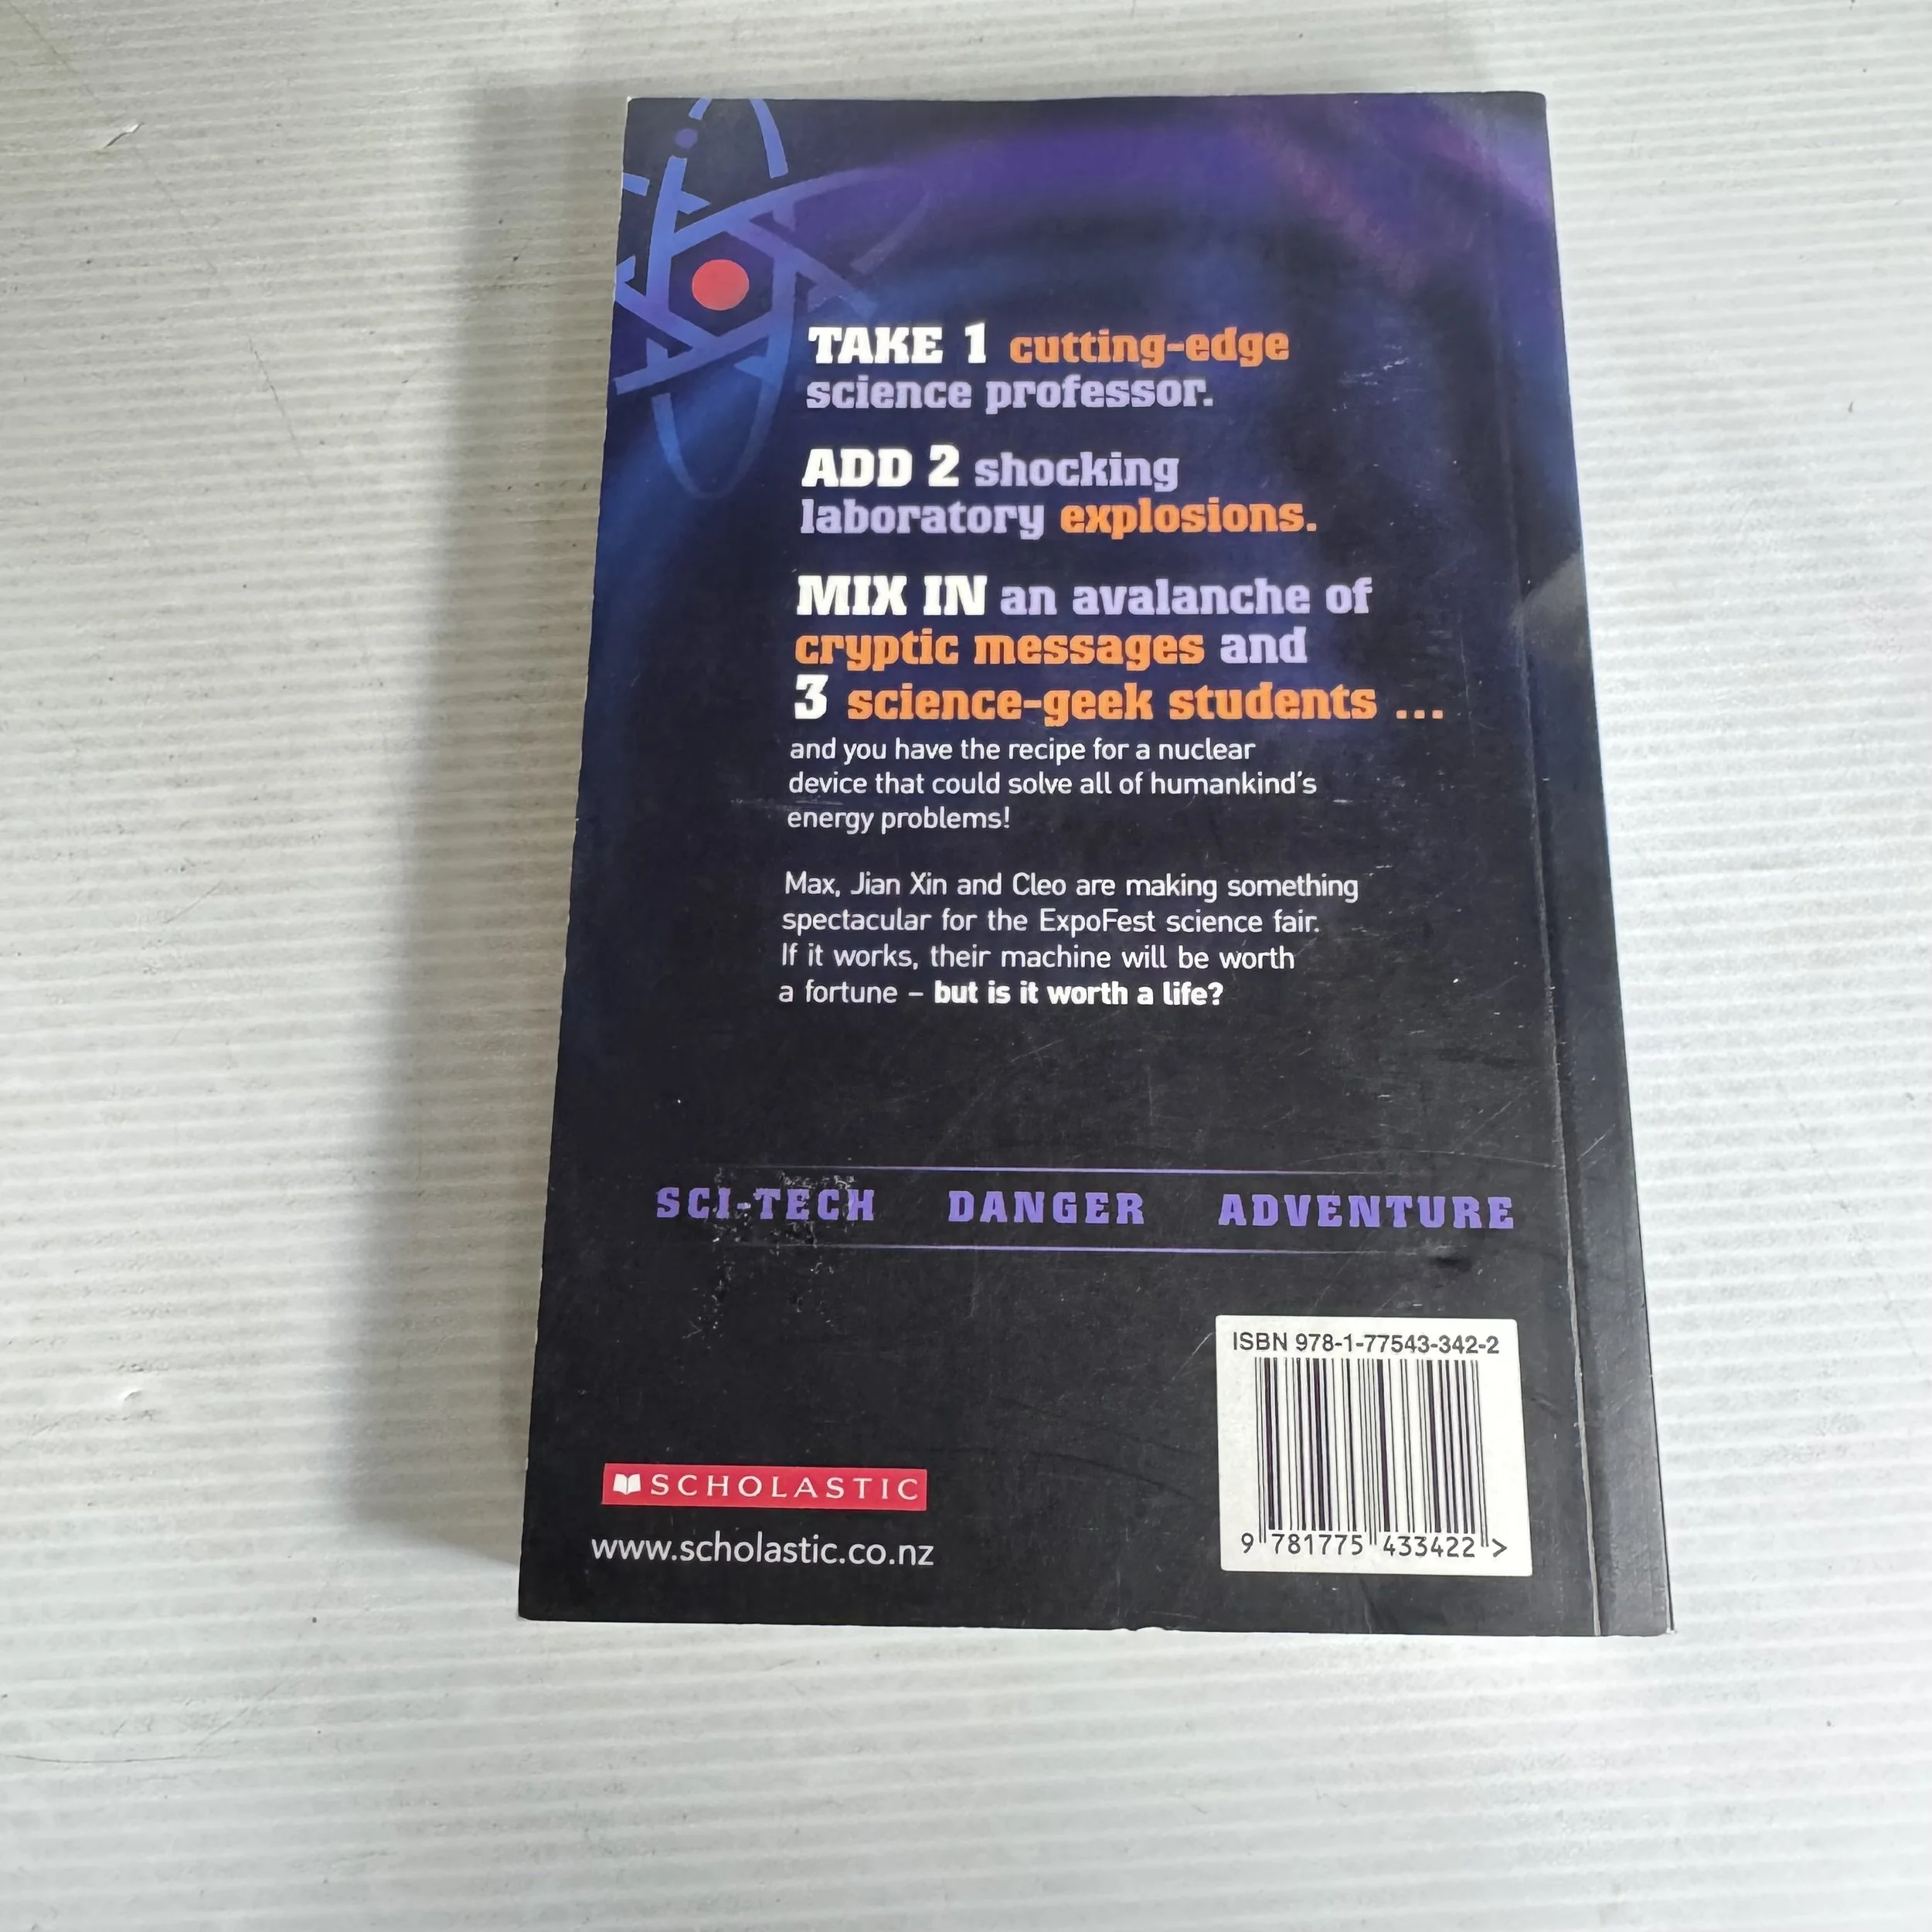 TAKE 1 cutting-edge
science professor.
ADD 2 shocking
laboratory explosions.
MIX IN an avalanche of
cryptic messages and
3 science-geek students ...
and you have the recipe for a nuclear
device that could solve all of humankind's
energy problems!
Max, Jian Xin and Cleo are making something
spectacular for the ExpoFest science fair.
If it works, their machine will be worth
a fortune – but is it worth a life?
SCI-TECH DANGER ADVENTURE
ISBN 978-1-77543-342-2
9 781775 433422 >
SCHOLASTIC
www.scholastic.co.nz